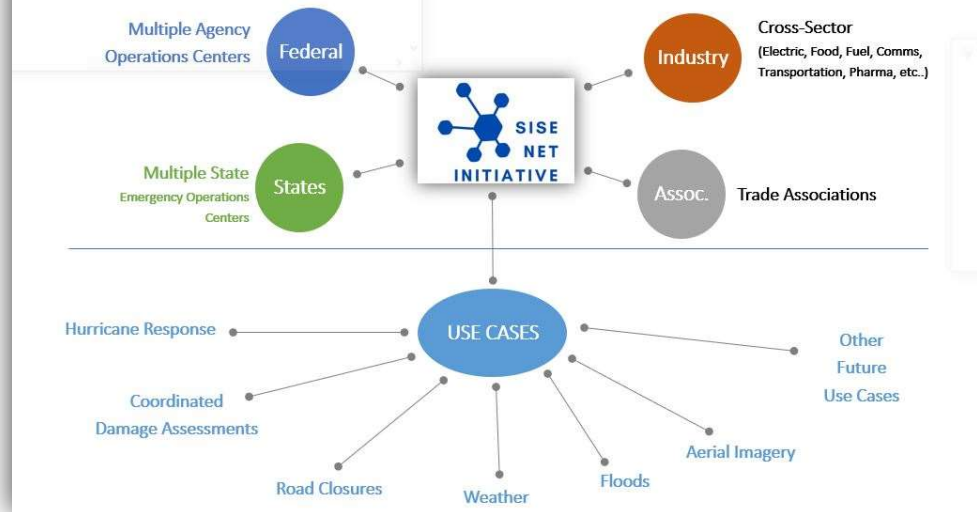 Multiple Agency
Operations Centers
Federal
Industry
Cross-Sector
(Electric, Food, Fuel, Comms,
Transportation, Pharma, etc..)
SISE
NET
INITIATIVE
Multiple State
Emergency Operations
Centers
States
Assoc.
Trade Associations
USE CASES
Hurricane Response
Coordinated
Damage Assessments
Road Closures
Weather
Floods
Aerial Imagery
Other
Future
Use Cases